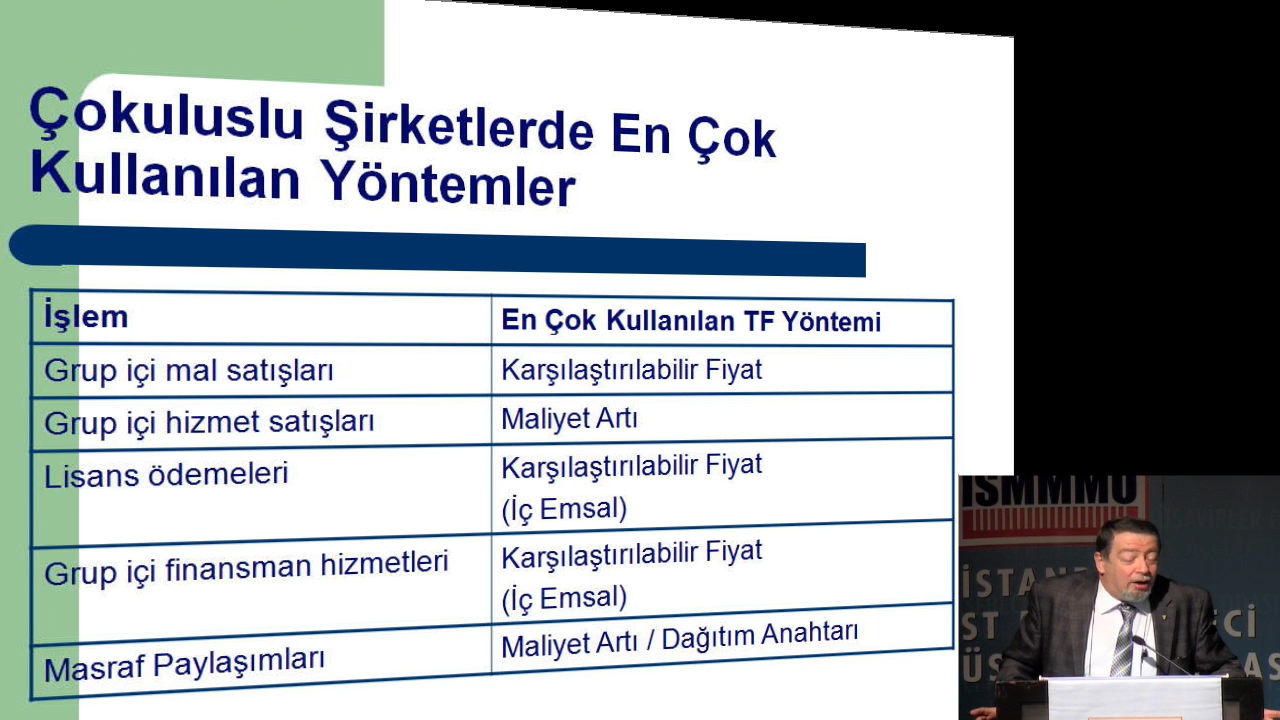 Çokuluslu Şirketlerde En Çok
Kullanılan Yöntemler
İşlem
En Çok Kullanılan TF Yöntemi
Grup içi mal satışları
Karşılaştırılabilir Fiyat
Grup içi hizmet satışları
Maliyet Artı
Lisans ödemeleri
Karşılaştırılabilir Fiyat
(İç Emsal)
Grup içi finansman hizmetleri
Karşılaştırılabilir Fiyat
(İç Emsal)
Masraf Paylaşımları
Maliyet Artı / Dağıtım Anahtarı
İSMMMO